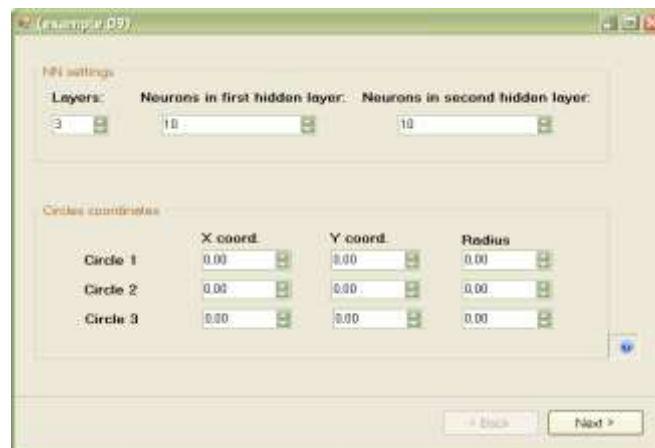 (example 09)
NN settings
Layers: Neurons in first hidden layer: Neurons in second hidden layer:
3 10 10
Circles coordinates
X coord. Y coord. Radius
Circle 1 0.00 0.00 0.00
Circle 2 0.00 0.00 0.00
Circle 3 0.00 0.00 0.00
< Back Next >